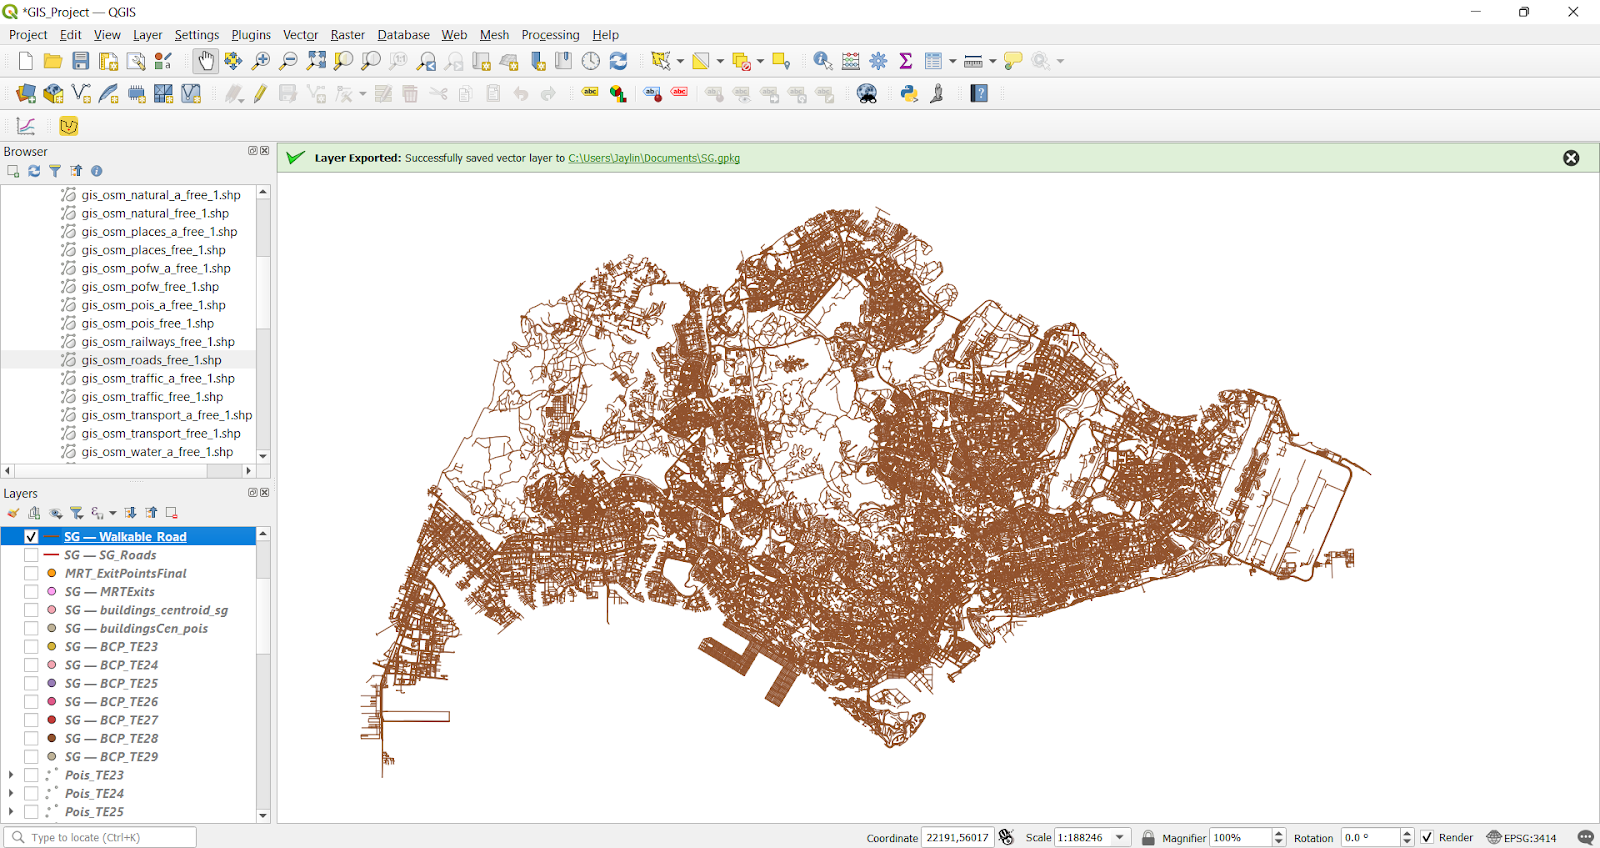 *GIS_Project — QGIS
Project Edit View Layer Settings Plugins Vector Raster Database Web Mesh Processing Help
Browser
gis_osm_natural_a_free_1.shp
gis_osm_natural_free_1.shp
gis_osm_places_a_free_1.shp
gis_osm_places_free_1.shp
gis_osm_pofw_a_free_1.shp
gis_osm_pofw_free_1.shp
gis_osm_pois_a_free_1.shp
gis_osm_pois_free_1.shp
gis_osm_railways_free_1.shp
gis_osm_roads_free_1.shp
gis_osm_traffic_a_free_1.shp
gis_osm_traffic_free_1.shp
gis_osm_transport_a_free_1.shp
gis_osm_transport_free_1.shp
gis_osm_water_a_free_1.shp
Layers
SG — Walkable_Road
SG — SG_Roads
MRT_ExitPointsFinal
SG — MRTExits
SG — buildings_centroid_sg
SG — buildingsCen_pois
SG — BCP_TE23
SG — BCP_TE24
SG — BCP_TE25
SG — BCP_TE26
SG — BCP_TE27
SG — BCP_TE28
SG — BCP_TE29
Pois_TE23
Pois_TE24
Pois_TE25
Layer Exported: Successfully saved vector layer to C:\Users\Jaylin\Documents\SG.gpkg
Type to locate (Ctrl+K)
Coordinate 22191,56017 Scale 1:188246 Magnifier 100% Rotation 0.0 ° Render EPSG:3414